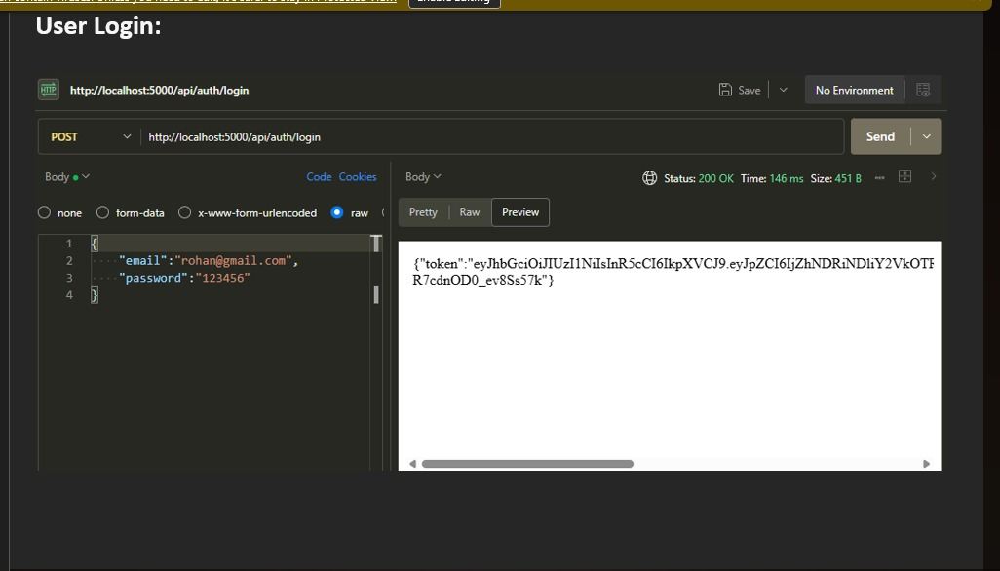 User Login:
HTTP http://localhost:5000/api/auth/login Save No Environment
POST http://localhost:5000/api/auth/login Send
Body Code Cookies Body Status: 200 OK Time: 146 ms Size: 451 B
none form-data x-www-form-urlencoded raw Pretty Raw Preview
1 {
2 "email":"rohan@gmail.com",
3 "password":"123456"
4 }
{"token":"eyJhbGciOiJIUzI1NiIsInR5cCI6IkpXVCJ9.eyJpZCI6IjZhNDRiNDliY2VkOTF
R7cdnOD0_ev8Ss57k"}